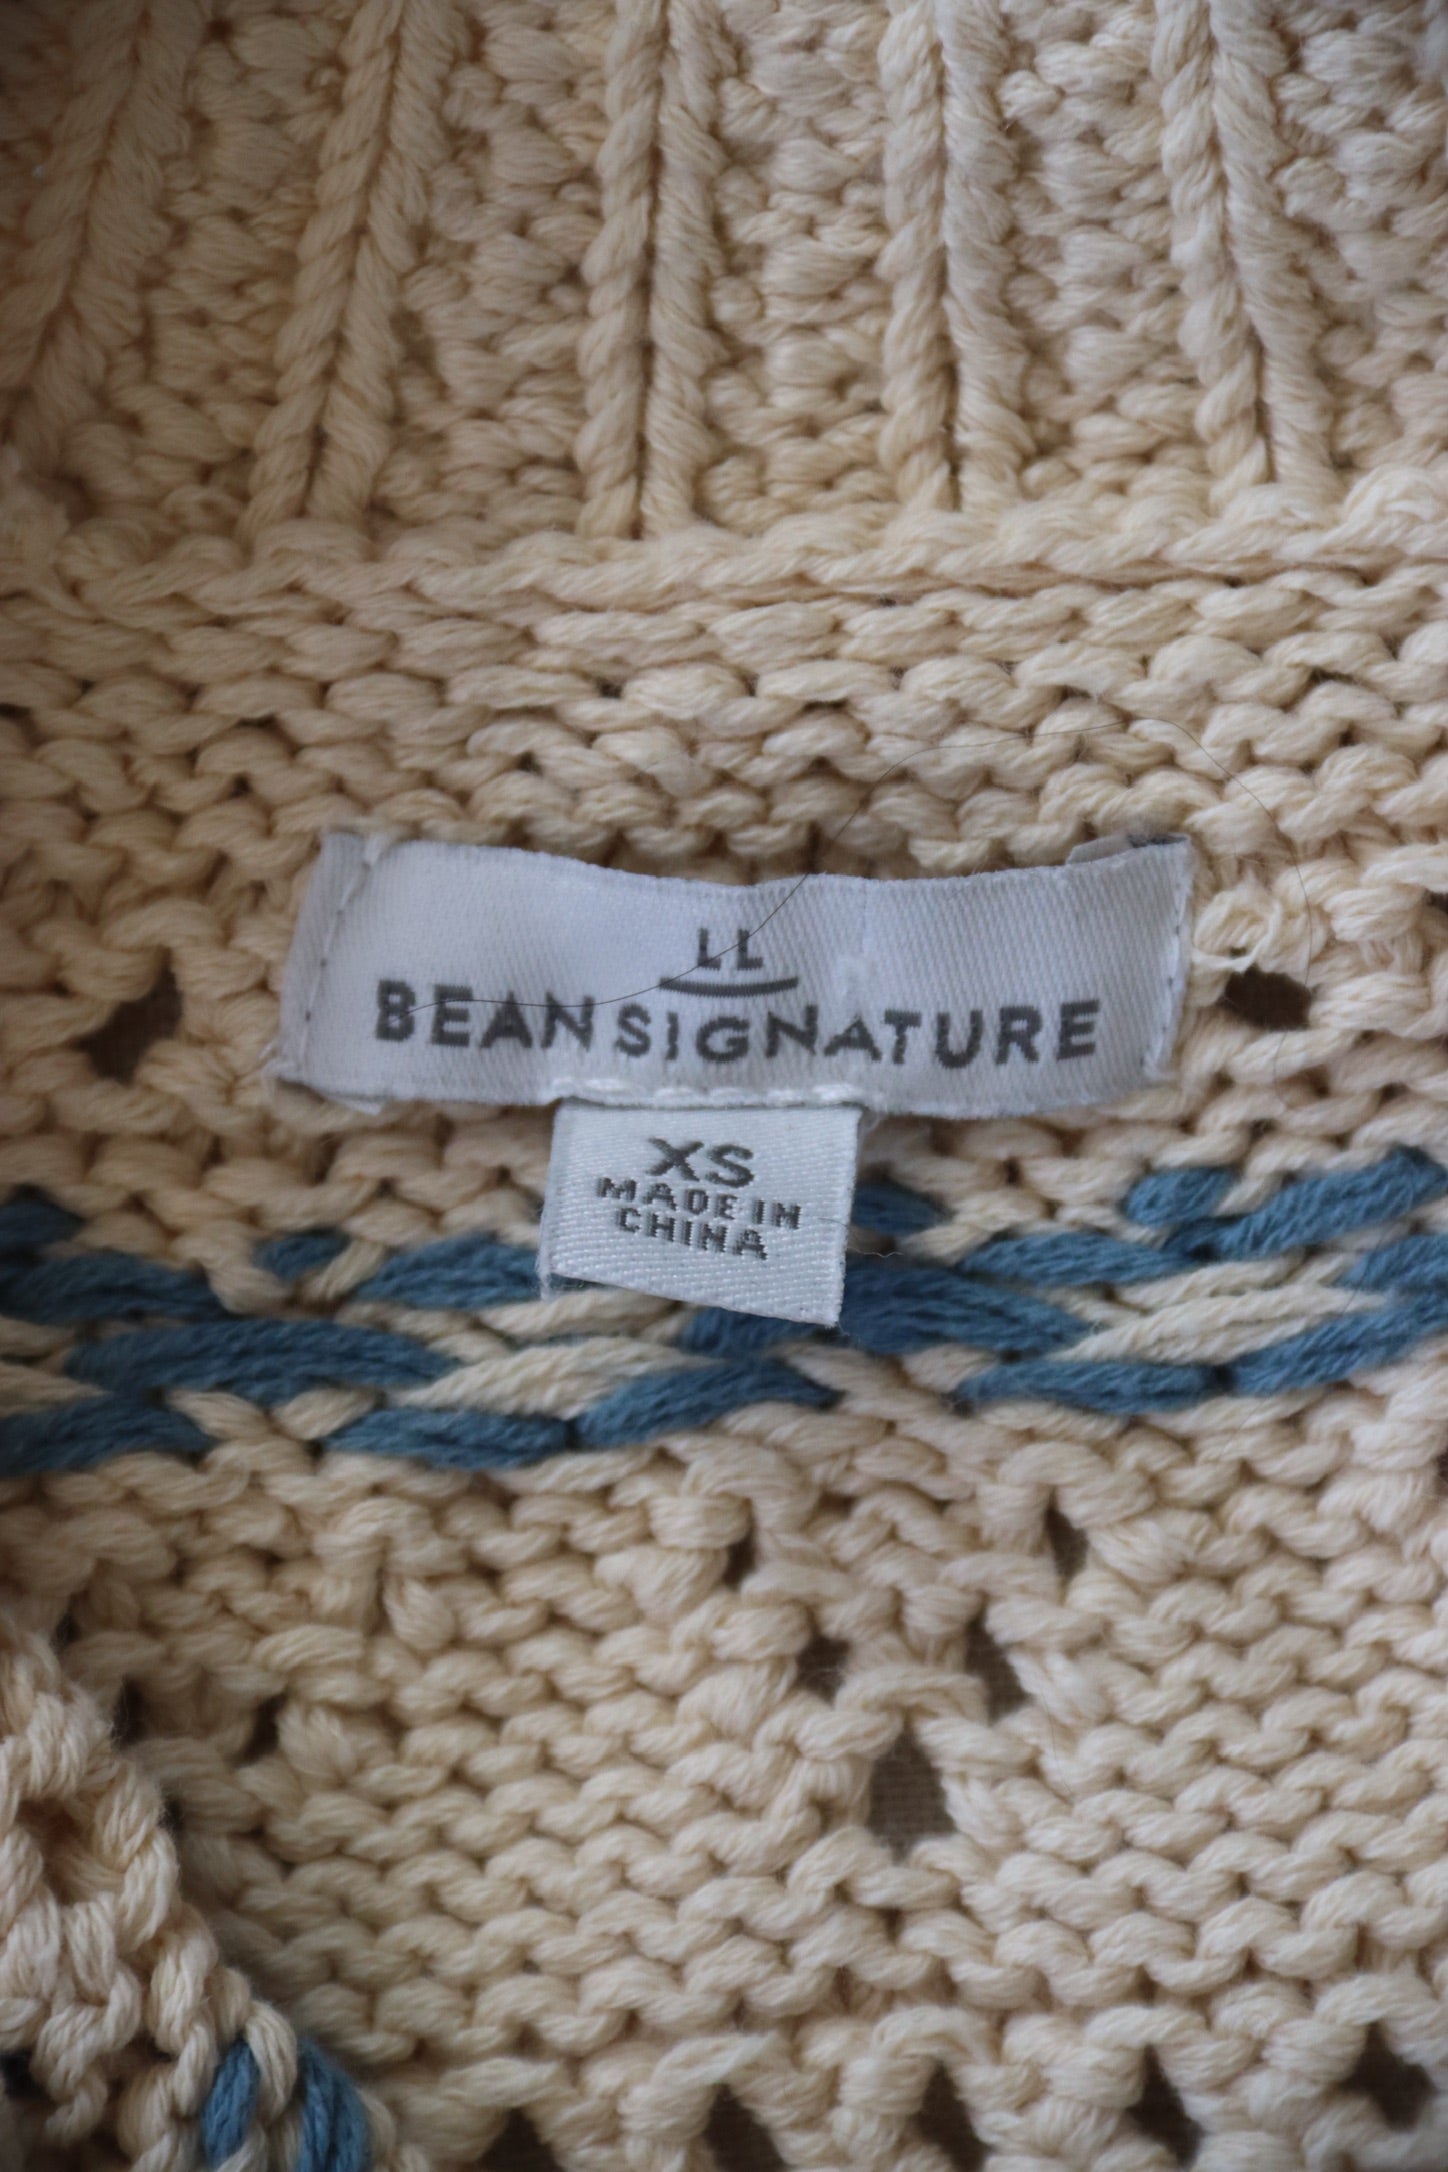 LL
BEAN SIGNATURE
XS
MADE IN
CHINA